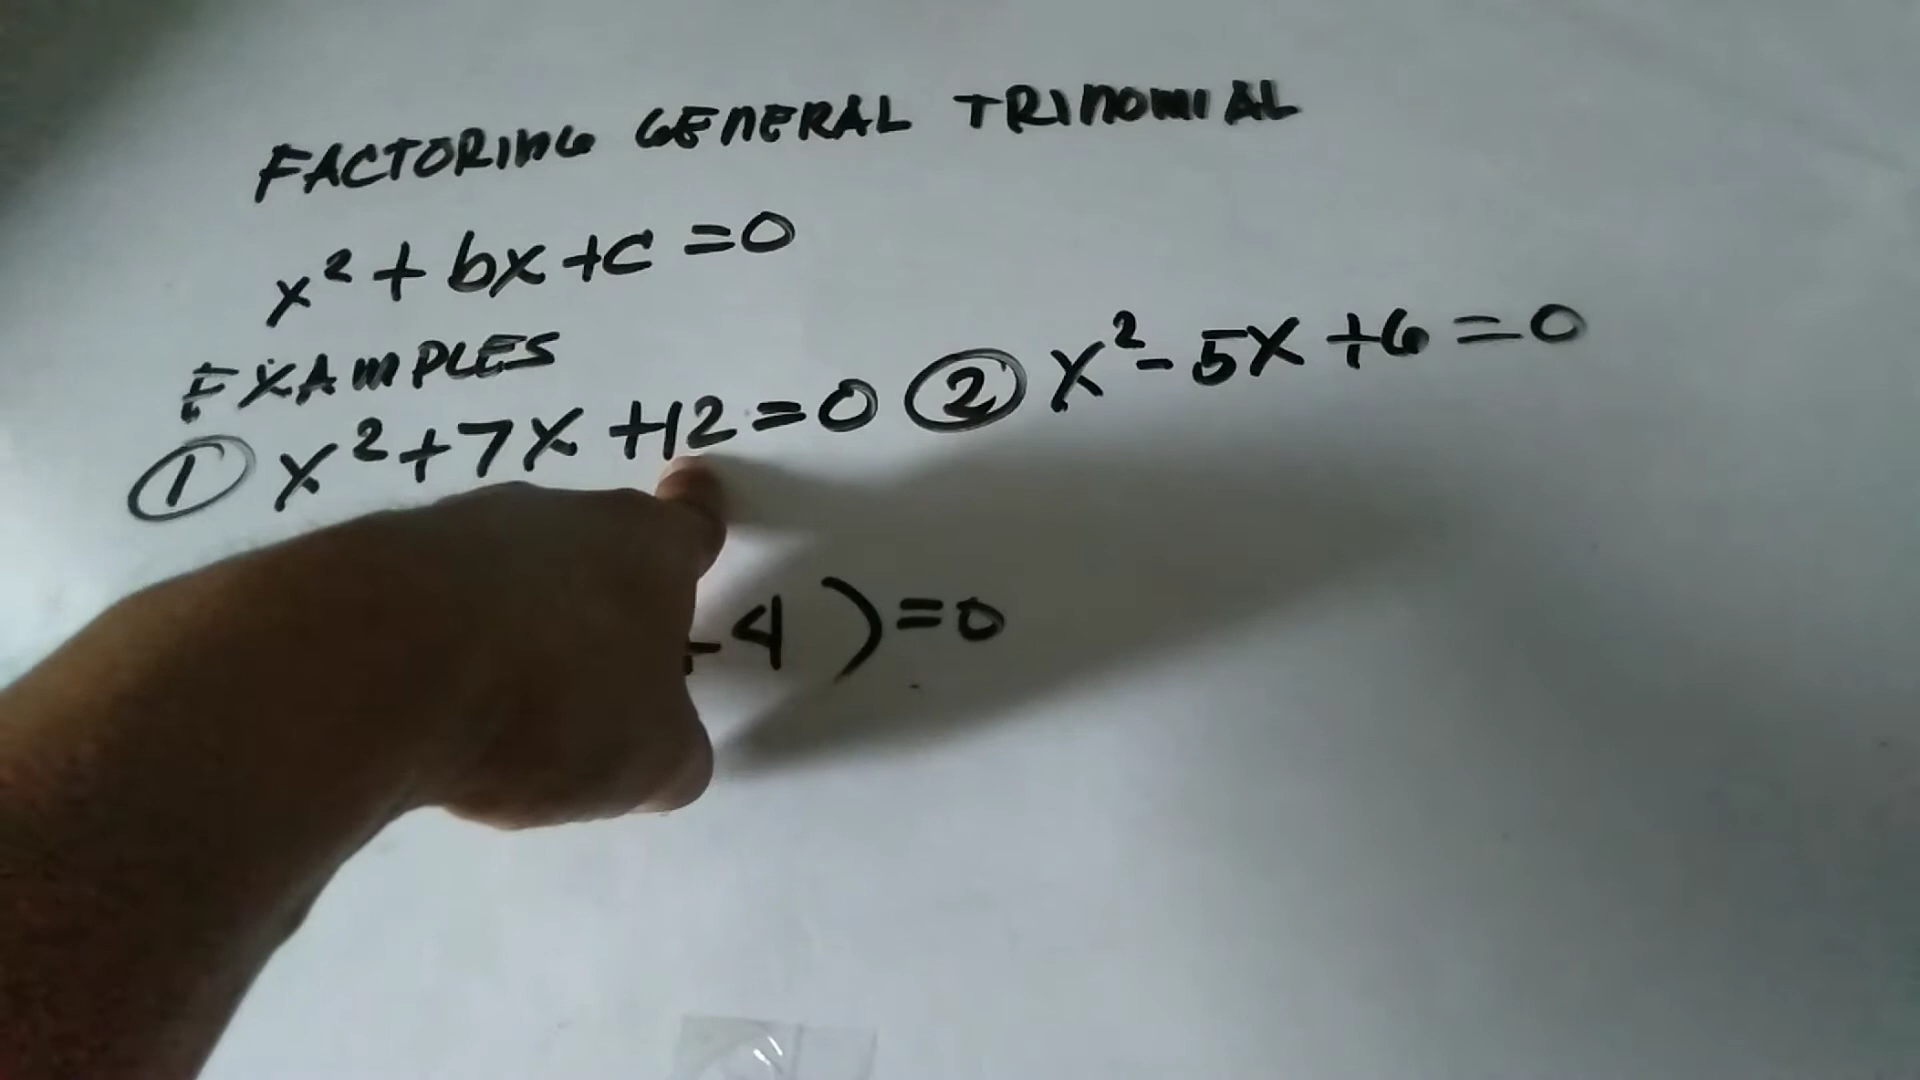 FACTORING GENERAL TRINOMIAL
x² + bx + c = 0
EXAMPLES
① x² + 7x + 12 = 0 ② x² - 5x + 6 = 0
4 ) = 0